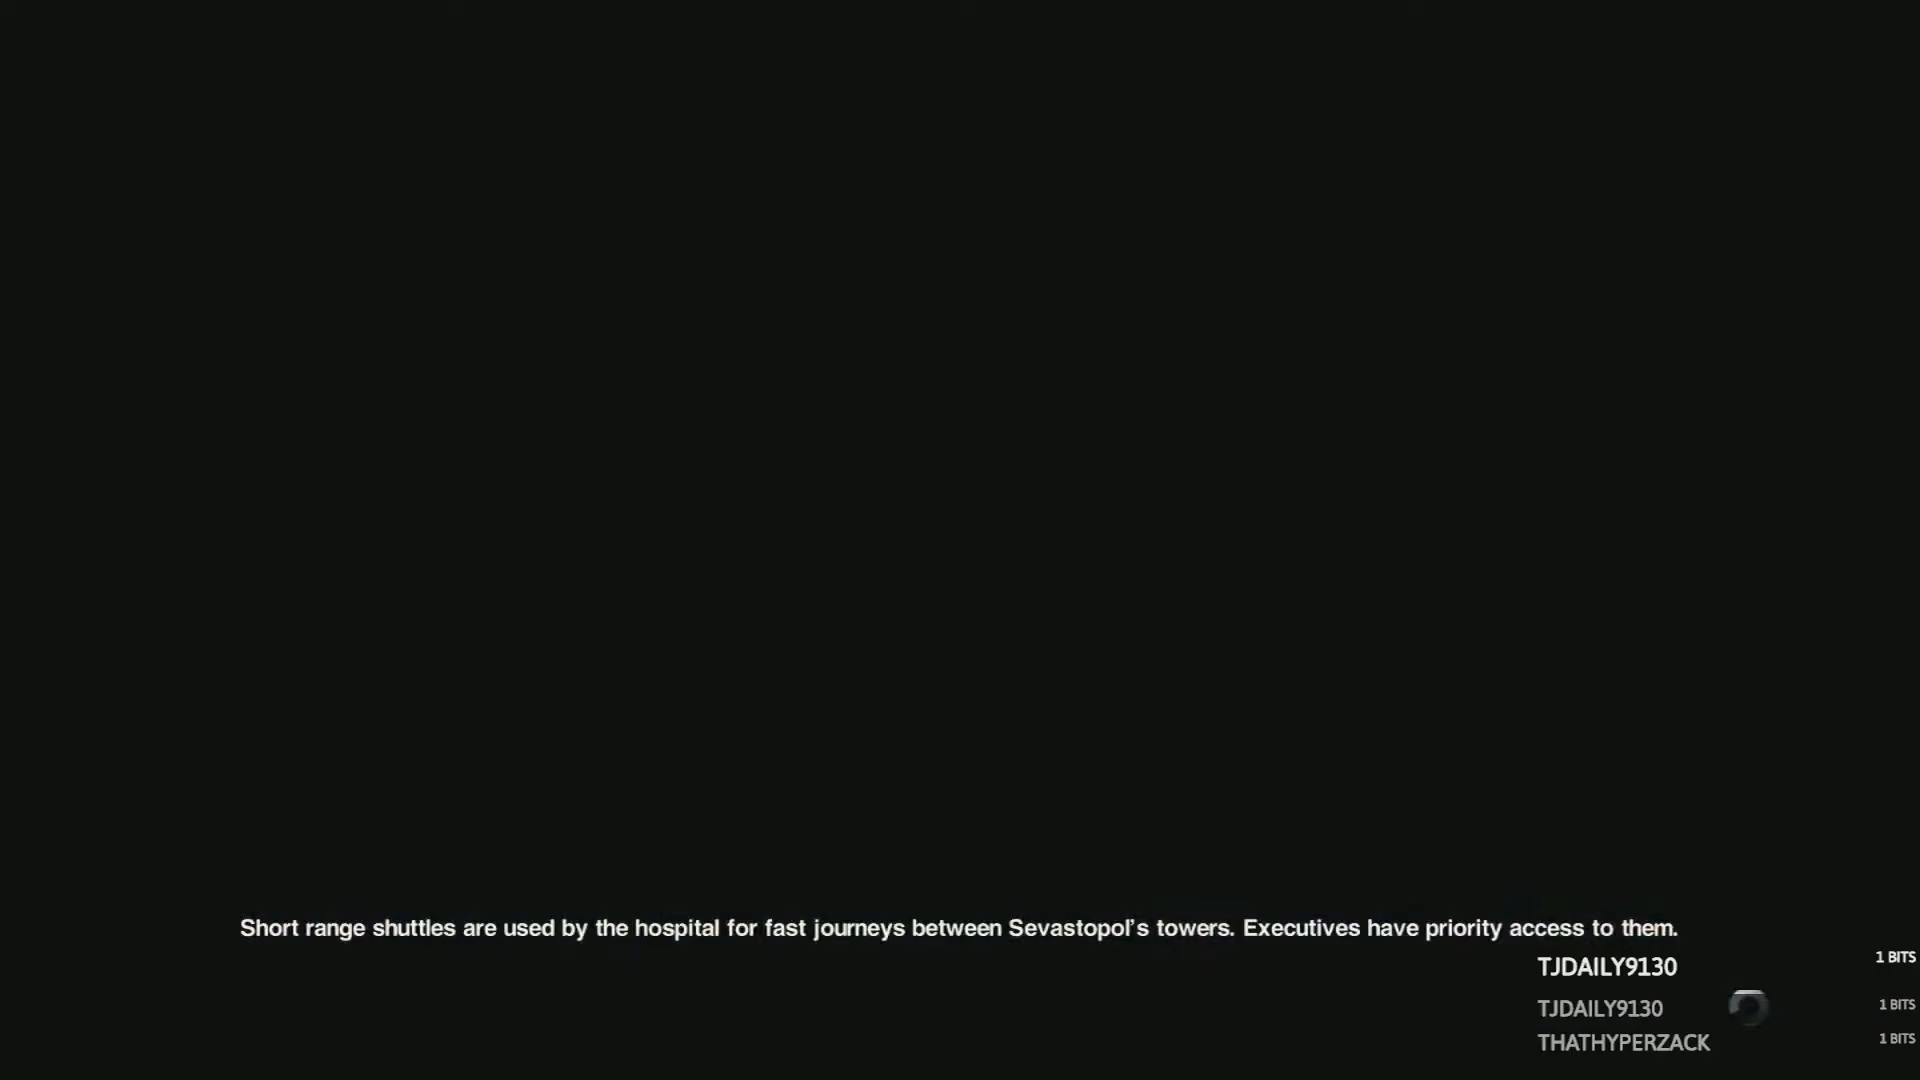 Short range shuttles are used by the hospital for fast journeys between Sevastopol's towers. Executives have priority access to them.
TJDAILY9130 1 BITS
TJDAILY9130 1 BITS
THATHYPERZACK 1 BITS